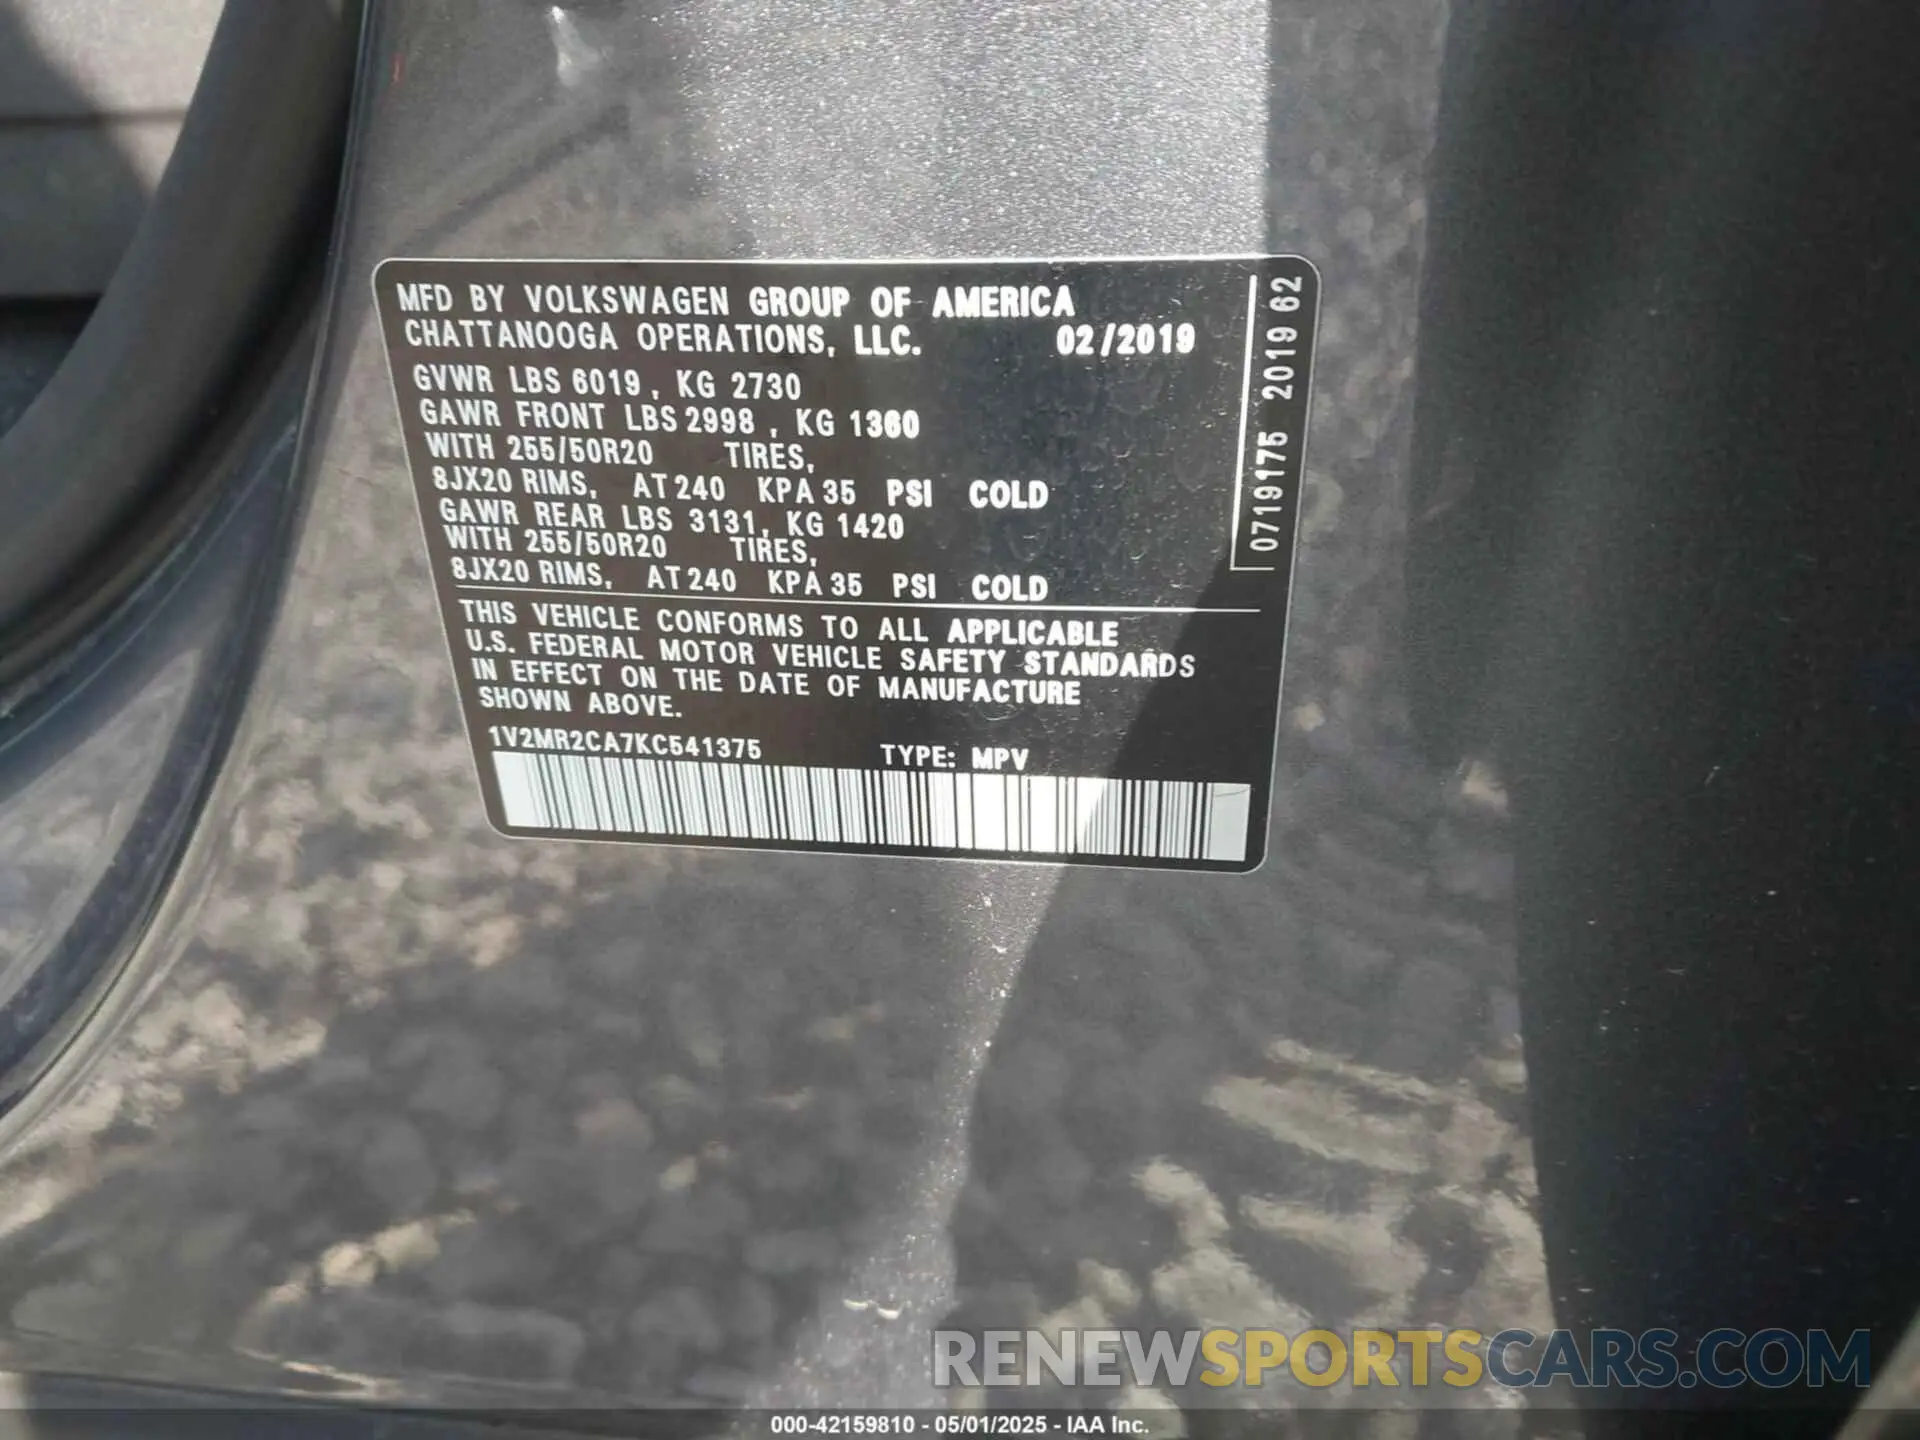 MFD BY VOLKSWAGEN GROUP OF AMERICA
CHATTANOOGA OPERATIONS, LLC. 02/2019
GVWR LBS 6019, KG 2730
GAWR FRONT LBS 2998, KG 1360
WITH 255/50R20 TIRES,
8JX20 RIMS, AT 240 KPA 35 PSI COLD
GAWR REAR LBS 3131, KG 1420
WITH 255/50R20 TIRES,
8JX20 RIMS, AT 240 KPA 35 PSI COLD
THIS VEHICLE CONFORMS TO ALL APPLICABLE
U.S. FEDERAL MOTOR VEHICLE SAFETY STANDARDS
IN EFFECT ON THE DATE OF MANUFACTURE
SHOWN ABOVE.
1V2MR2CA7KC541375 TYPE: MPV
0719175 2019 62
RENEWSPORTSCARS.COM
000-42159810 - 05/01/2025 - IAA Inc.